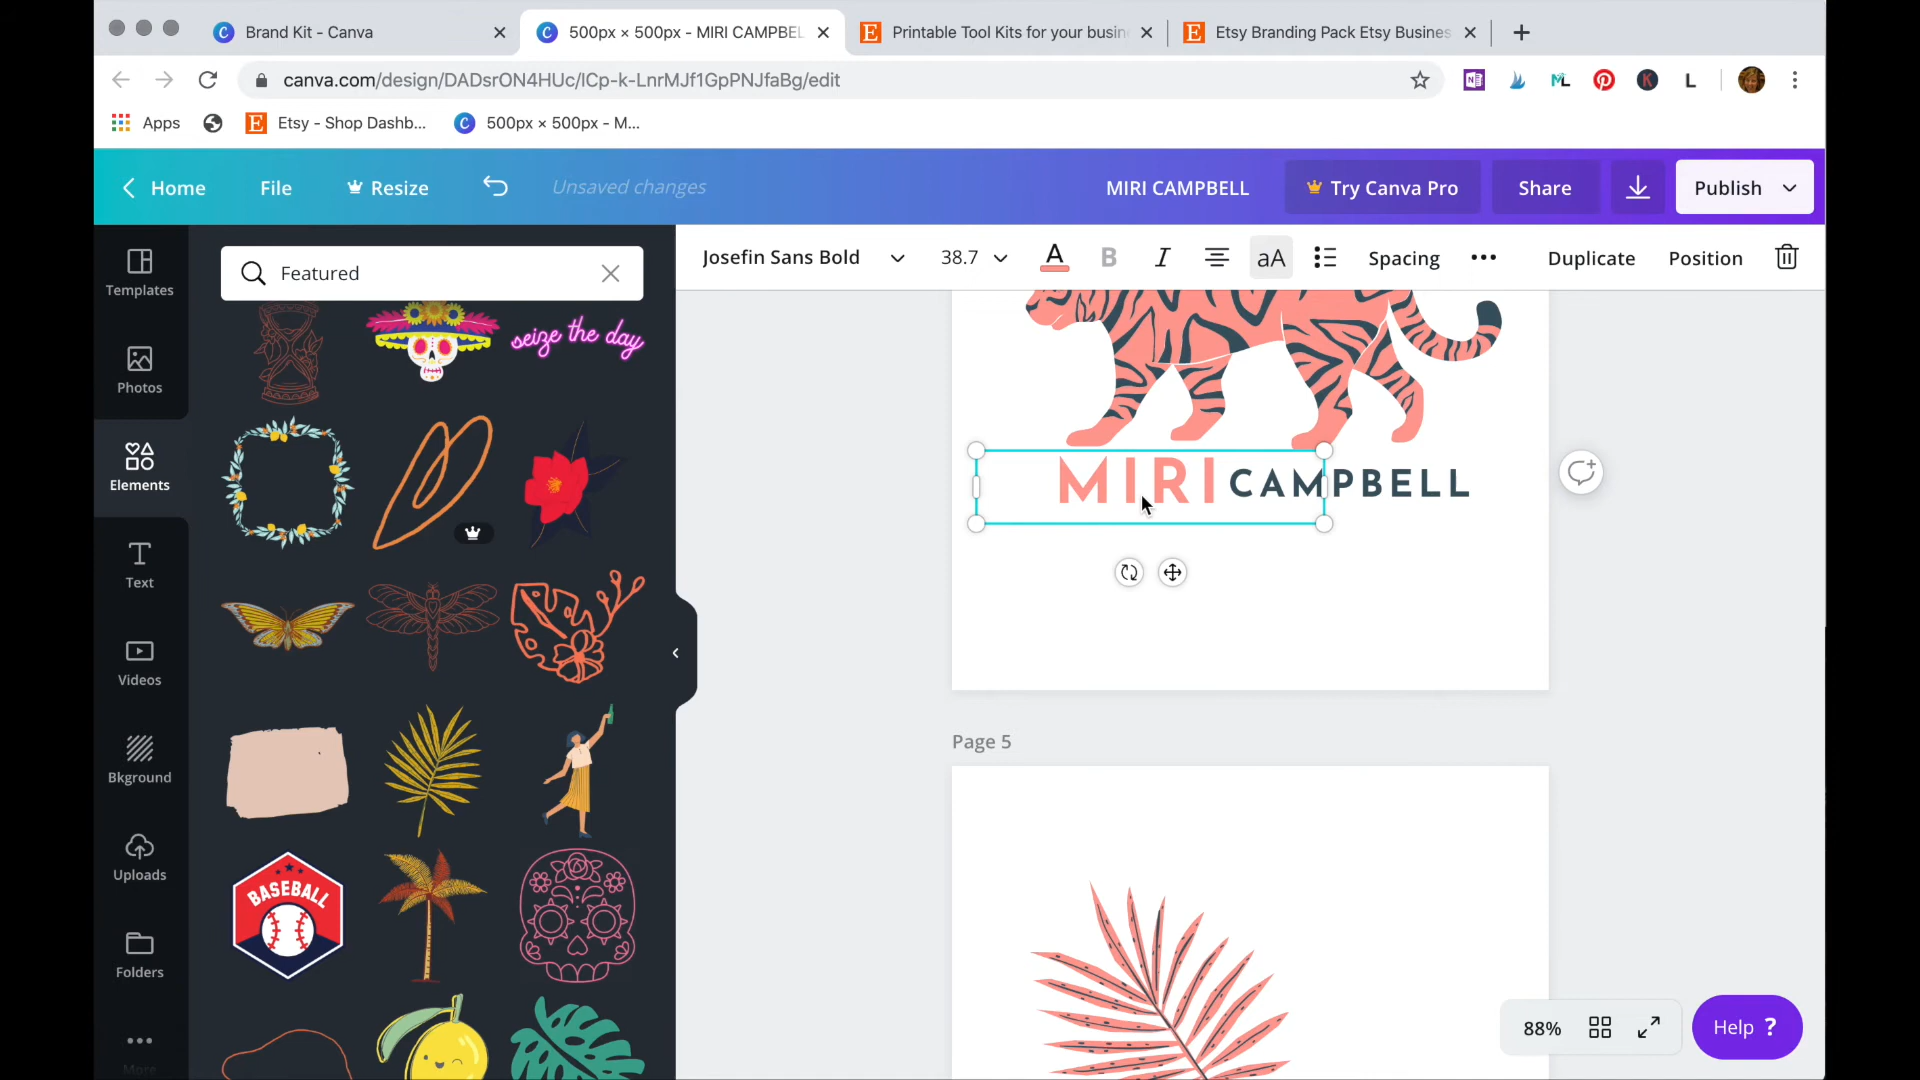 Brand Kit - Canva
500px × 500px - MIRI CAMPBEL
Printable Tool Kits for your busin
Etsy Branding Pack Etsy Busines
canva.com/design/DADsrON4HUc/lCp-k-LnrMJf1GpPNJfaBg/edit
Apps
Etsy - Shop Dashb...
500px × 500px - M...
Home
File
Resize
Unsaved changes
MIRI CAMPBELL
Try Canva Pro
Share
Publish
Featured
Josefin Sans Bold
38.7
A
B
I
aA
Spacing
Duplicate
Position
Templates
Photos
Elements
Text
Bkground
Videos
Uploads
Folders
More
seize the day
BASEBALL
MIRI CAMPBELL
Page 5
88%
Help ?